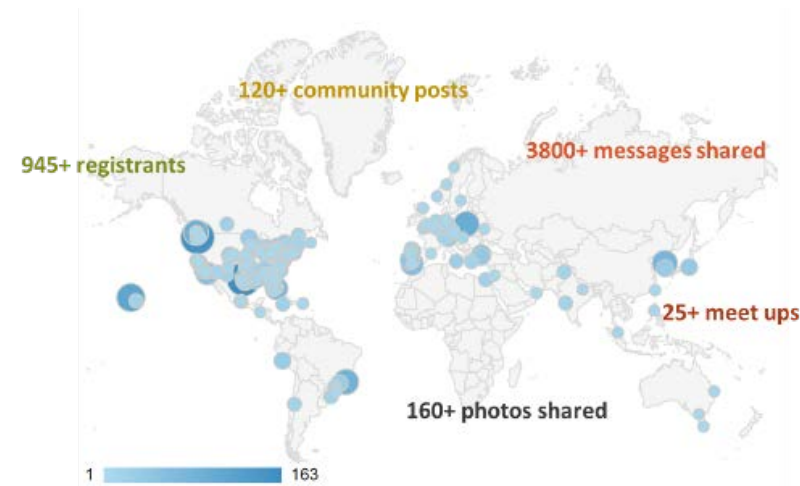 120+ community posts
3800+ messages shared
945+ registrants
25+ meet ups
160+ photos shared
1 163